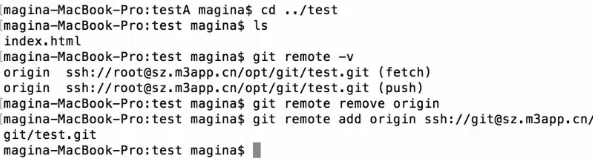 [magina-MacBook-Pro:testA magina$ cd ../test
[magina-MacBook-Pro:test magina$ ls
index.html
[magina-MacBook-Pro:test magina$ git remote -v
origin  ssh://root@sz.m3app.cn/opt/git/test.git (fetch)
origin  ssh://root@sz.m3app.cn/opt/git/test.git (push)
[magina-MacBook-Pro:test magina$ git remote remove origin
[magina-MacBook-Pro:test magina$ git remote add origin ssh://git@sz.m3app.cn/
git/test.git
magina-MacBook-Pro:test magina$